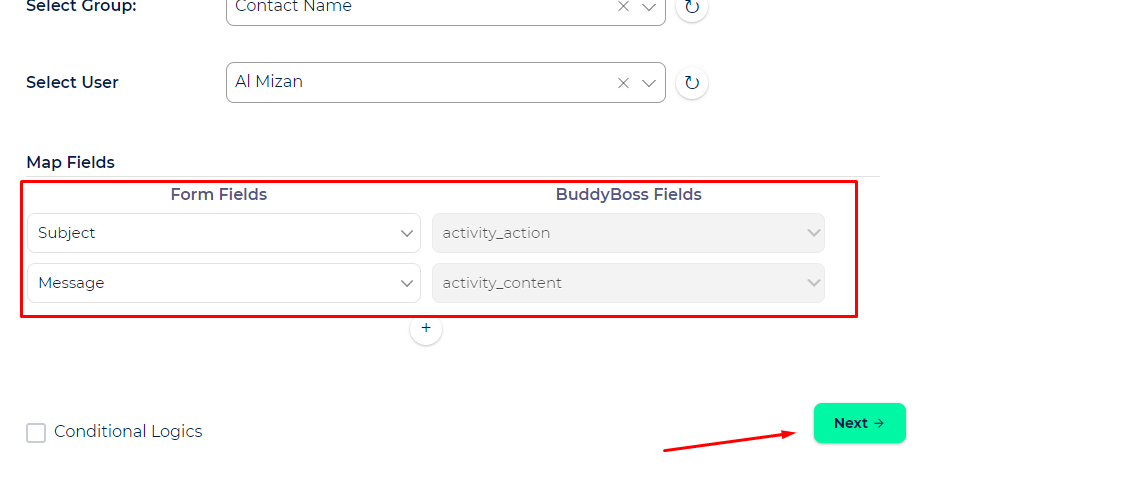 Select Group: Contact Name
Select User Al Mizan
Map Fields
Form Fields BuddyBoss Fields
Subject activity_action
Message activity_content
+
Conditional Logics Next →